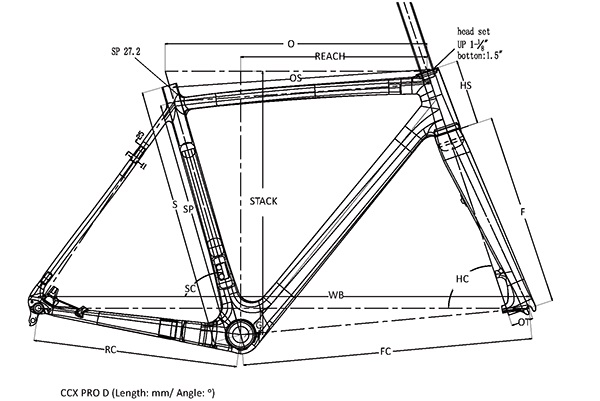 head set
O
UP 1-⅛"
SP 27.2
REACH
botton:1.5"
OS
HS
25
S
SP
STACK
F
SC
HC
WB
G
OT
RC
FC
CCX PRO D (Length: mm/ Angle: °)